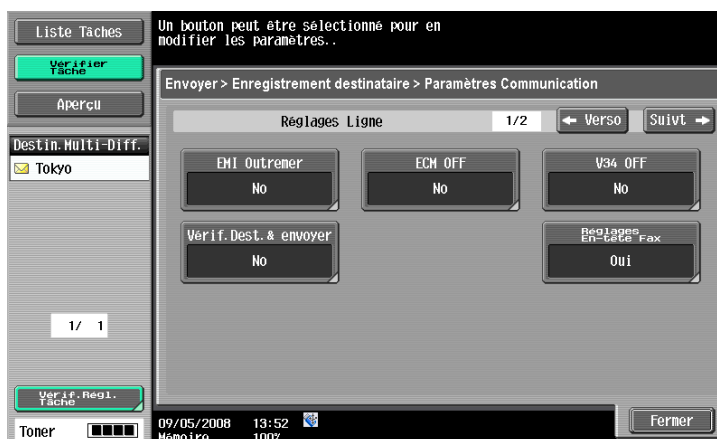 Liste Tâches
Un bouton peut être sélectionné pour en
modifier les paramètres..
Vérifier
Tâche
Aperçu
Envoyer > Enregistrement destinataire > Paramètres Communication
Réglages Ligne
1/2
← Verso
Suivt →
Destin.Multi-Diff.
Tokyo
EMI Outremer
No
ECM OFF
No
V34 OFF
No
Vérif.Dest.& envoyer
No
Réglages
En-tête Fax
Oui
1/ 1
Vérif.Régl.
Tâche
Toner
09/05/2008 13:52
Mémoire 100%
Fermer